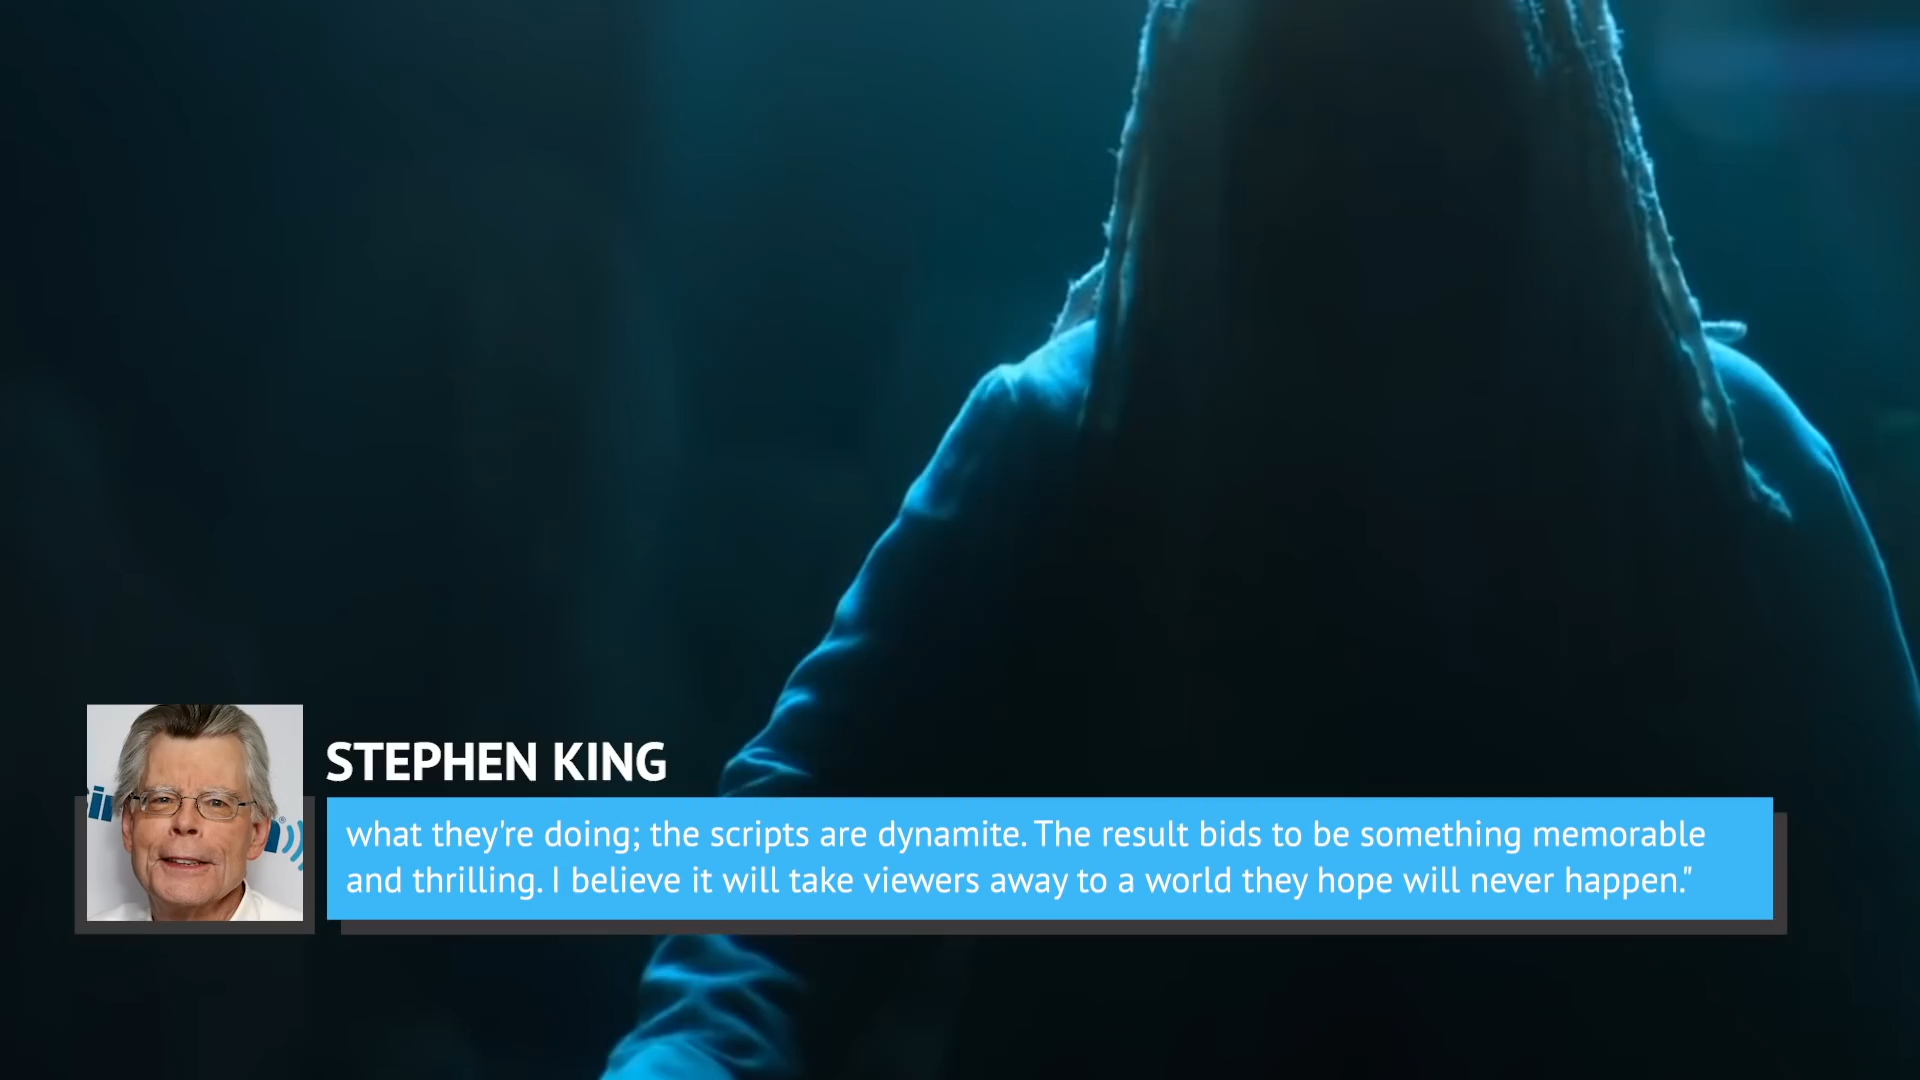 STEPHEN KING
what they're doing; the scripts are dynamite. The result bids to be something memorable
and thrilling. I believe it will take viewers away to a world they hope will never happen."